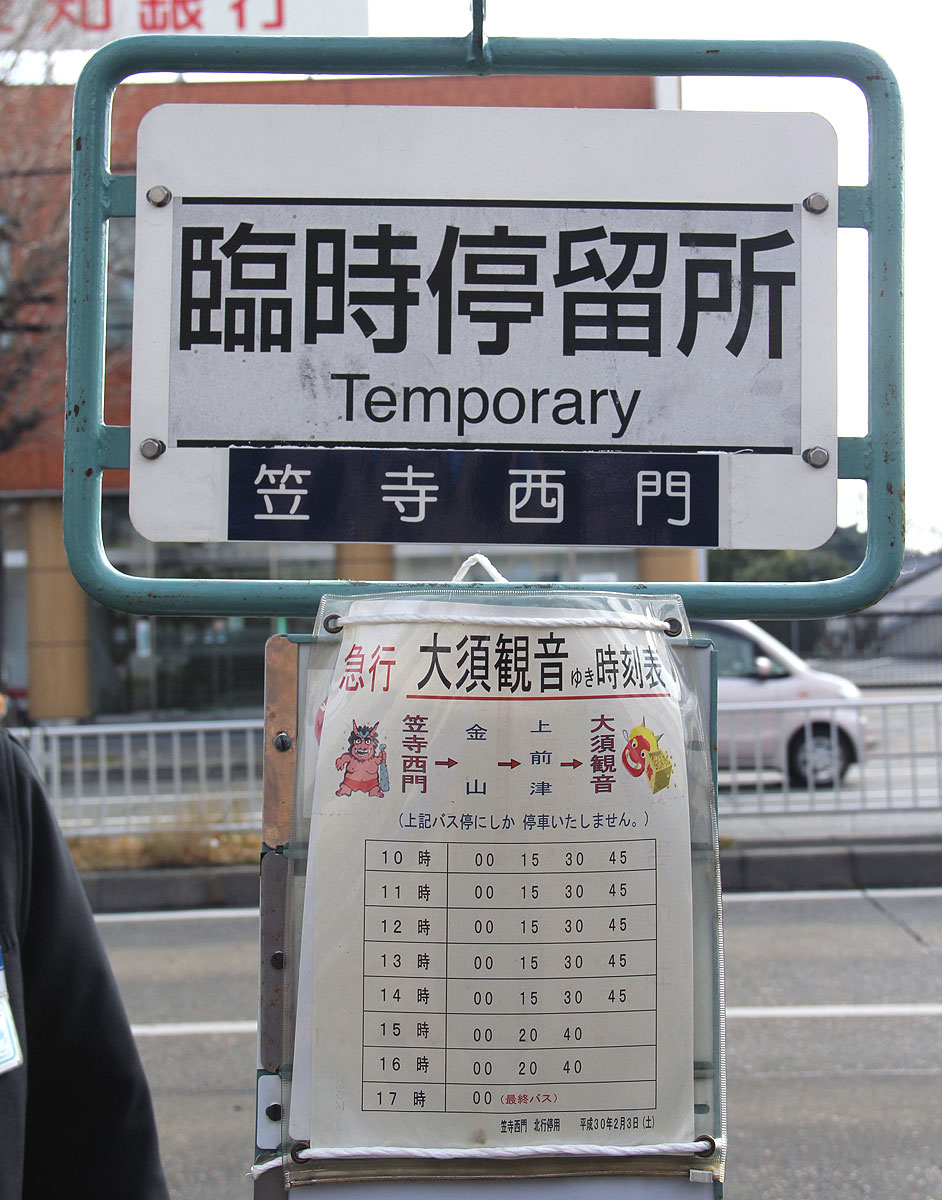 知銀行
臨時停留所
Temporary
笠寺西門
急行 大須観音ゆき時刻表
笠寺西門 → 金山 → 上前津 → 大須観音
（上記バス停にしか 停車いたしません。）
10時 00 15 30 45
11時 00 15 30 45
12時 00 15 30 45
13時 00 15 30 45
14時 00 15 30 45
15時 00 20 40
16時 00 20 40
17時 00（最終バス）
笠寺西門 北行停用 平成30年2月3日（土）